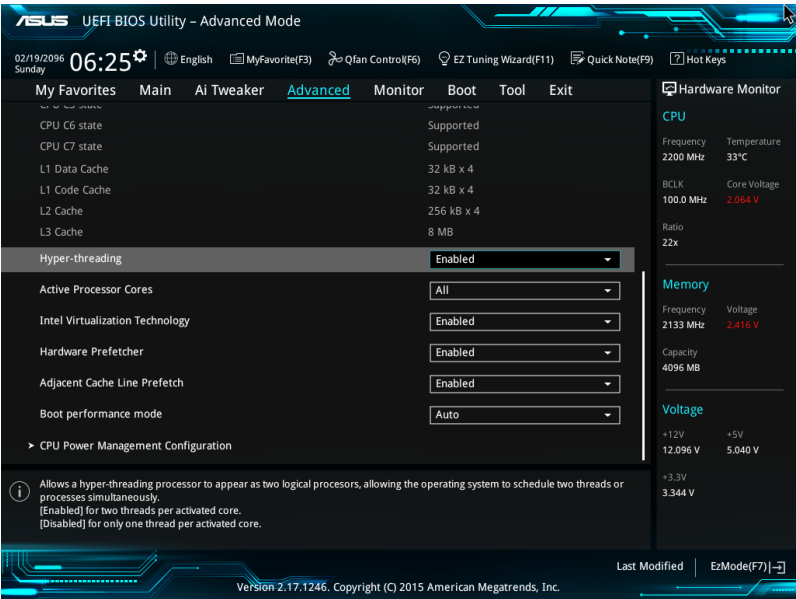 ASUS UEFI BIOS Utility – Advanced Mode
02/19/2096
Sunday
06:25
English
MyFavorite(F3)
Qfan Control(F6)
EZ Tuning Wizard(F11)
Quick Note(F9)
? Hot Keys
My Favorites Main Ai Tweaker Advanced Monitor Boot Tool Exit
CPU C3 state Supported
CPU C6 state Supported
CPU C7 state Supported
L1 Data Cache 32 kB x 4
L1 Code Cache 32 kB x 4
L2 Cache 256 kB x 4
L3 Cache 8 MB
Hyper-threading Enabled
Active Processor Cores All
Intel Virtualization Technology Enabled
Hardware Prefetcher Enabled
Adjacent Cache Line Prefetch Enabled
Boot performance mode Auto
> CPU Power Management Configuration
Allows a hyper-threading processor to appear as two logical procesors, allowing the operating system to schedule two threads or
processes simultaneously.
[Enabled] for two threads per activated core.
[Disabled] for only one thread per activated core.
Hardware Monitor
CPU
Frequency Temperature
2200 MHz 33°C
BCLK Core Voltage
100.0 MHz 2.064 V
Ratio
22x
Memory
Frequency Voltage
2133 MHz 2.416 V
Capacity
4096 MB
Voltage
+12V +5V
12.096 V 5.040 V
+3.3V
3.344 V
Last Modified
EzMode(F7)
Version 2.17.1246. Copyright (C) 2015 American Megatrends, Inc.